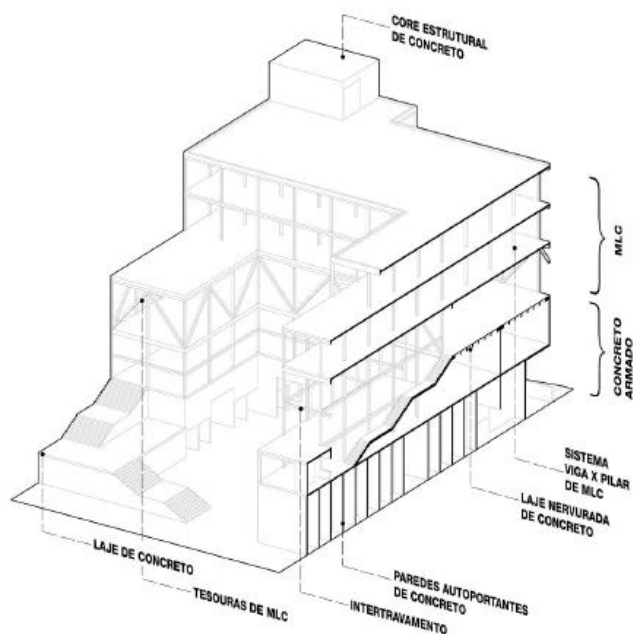 CORE ESTRUTURAL
DE CONCRETO
MLC
CONCRETO
ARMADO
SISTEMA
VIGA X PILAR
DE MLC
LAJE NERVURADA
DE CONCRETO
PAREDES AUTOPORTANTES
DE CONCRETO
INTERTRAVAMENTO
TESOURAS DE MLC
LAJE DE CONCRETO